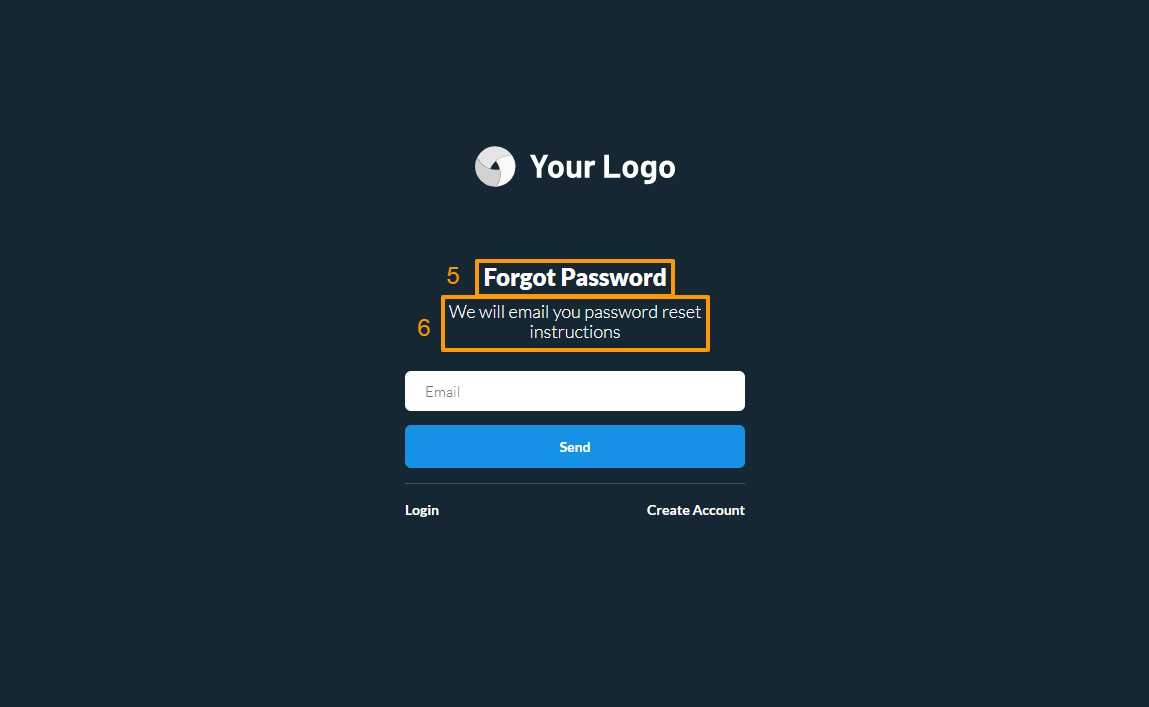 Your Logo
5
Forgot Password
6
We will email you password reset
instructions
Email
Send
Login
Create Account